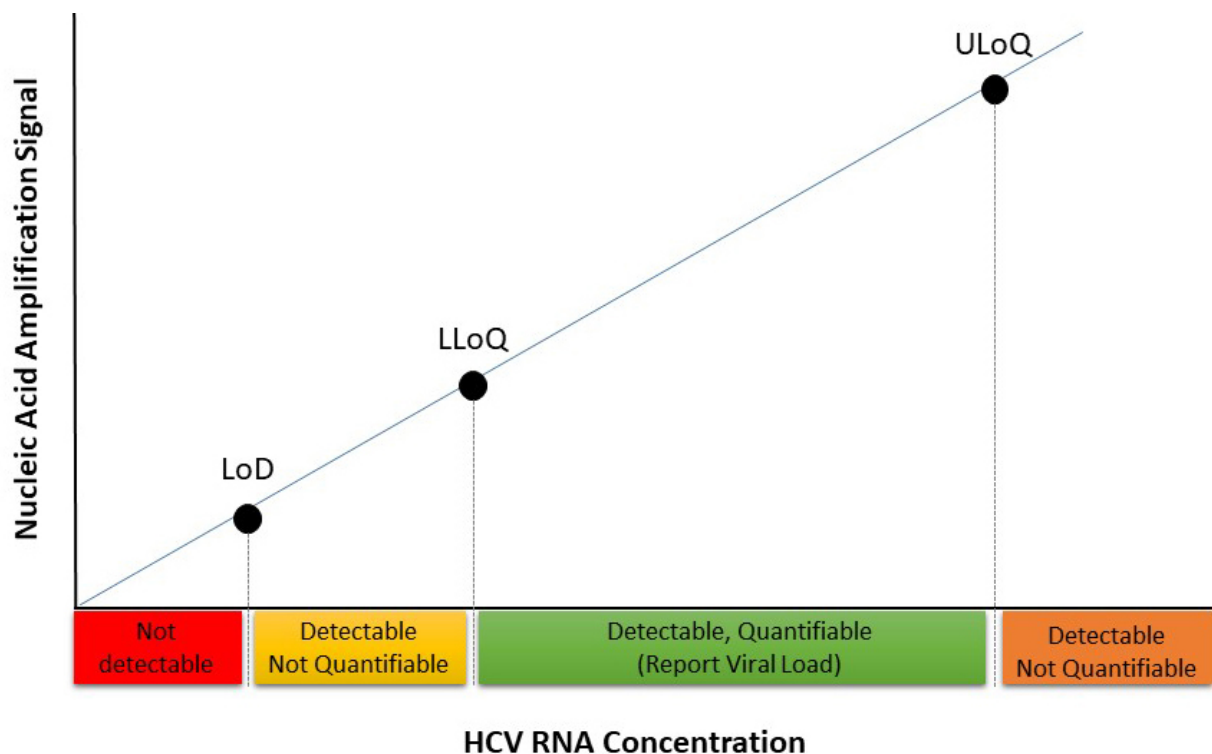 Nucleic Acid Amplification Signal
ULoQ
LLoQ
LoD
Not
detectable
Detectable
Not Quantifiable
Detectable, Quantifiable
(Report Viral Load)
Detectable
Not Quantifiable
HCV RNA Concentration